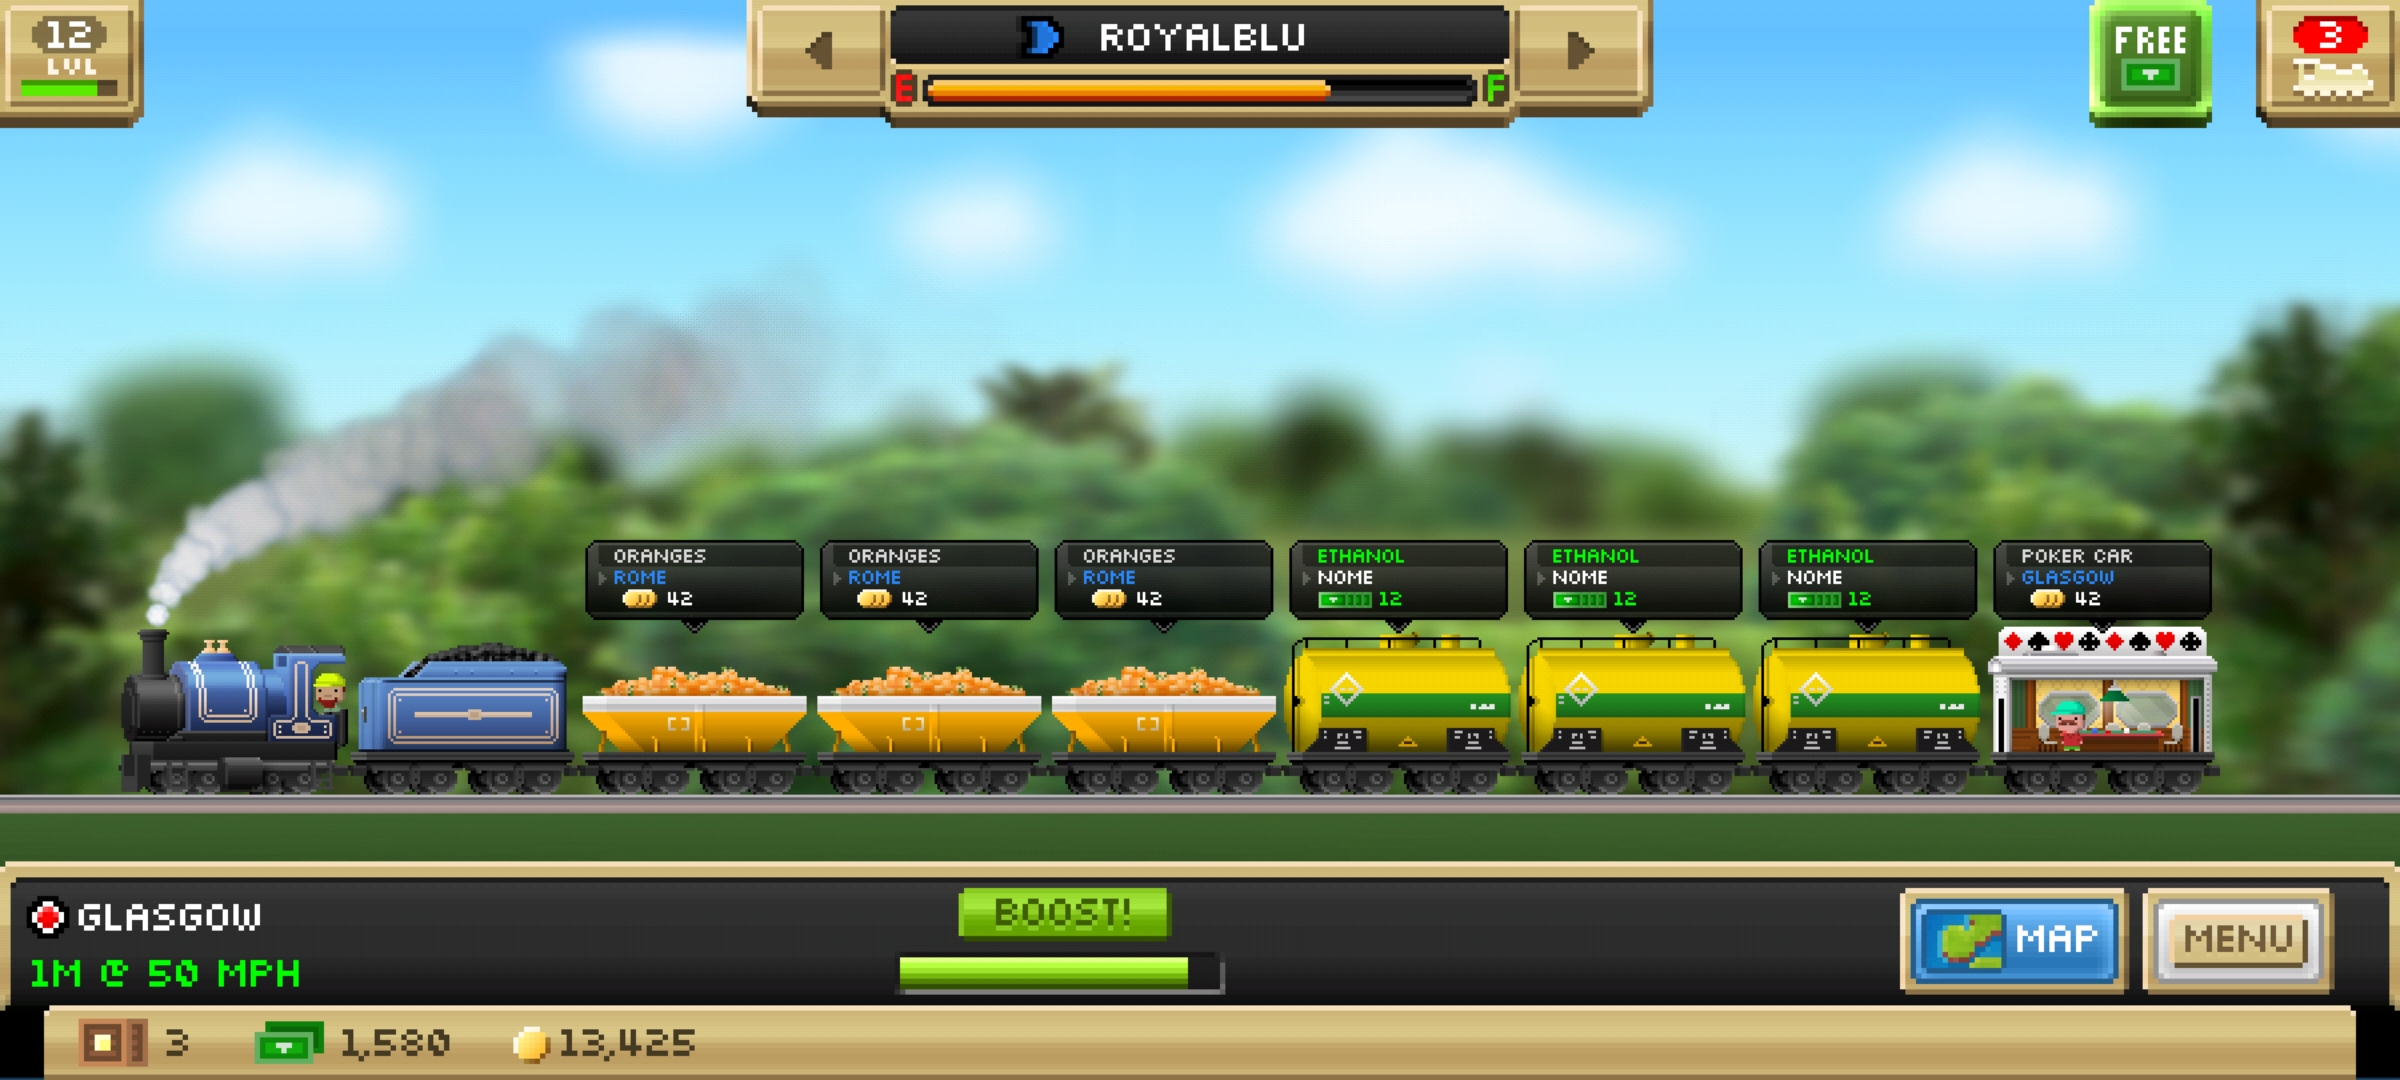 12
LVL
ROYALBLU
E F
FREE
3
ORANGES
ROME
42
ORANGES
ROME
42
ORANGES
ROME
42
ETHANOL
NOME
12
ETHANOL
NOME
12
ETHANOL
NOME
12
POKER CAR
GLASGOW
42
GLASGOW
1M @ 50 MPH
BOOST!
MAP
MENU
3
1,580
13,425